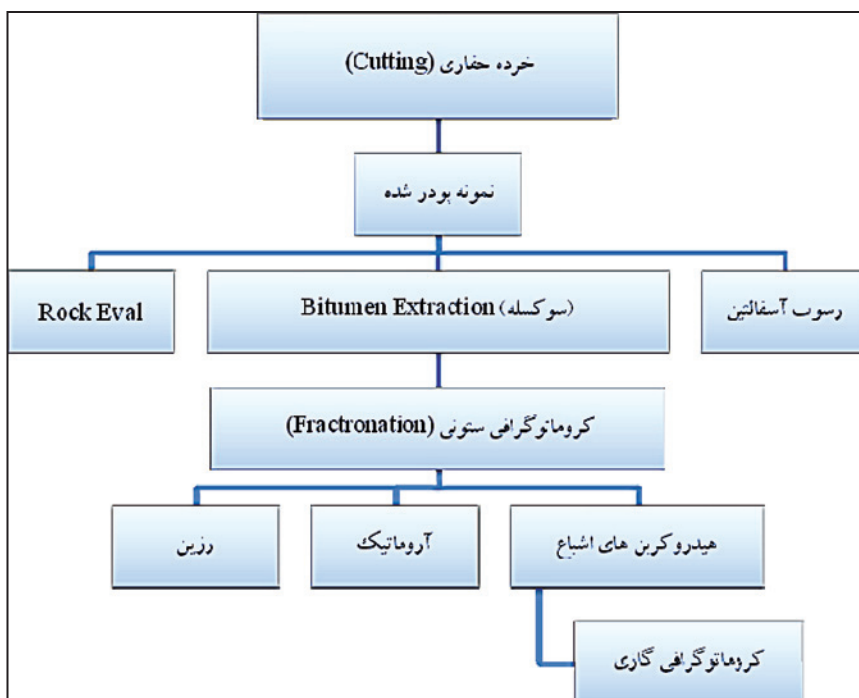 خرده حفاری (Cutting)
نمونه پودر شده
رسوب آسفالتین
Bitumen Extraction (سوکسله)
Rock Eval
کروماتوگرافی ستونی (Fractronation)
هیدروکربن های اشباع
آروماتیک
رزین
کروماتوگرافی گازی